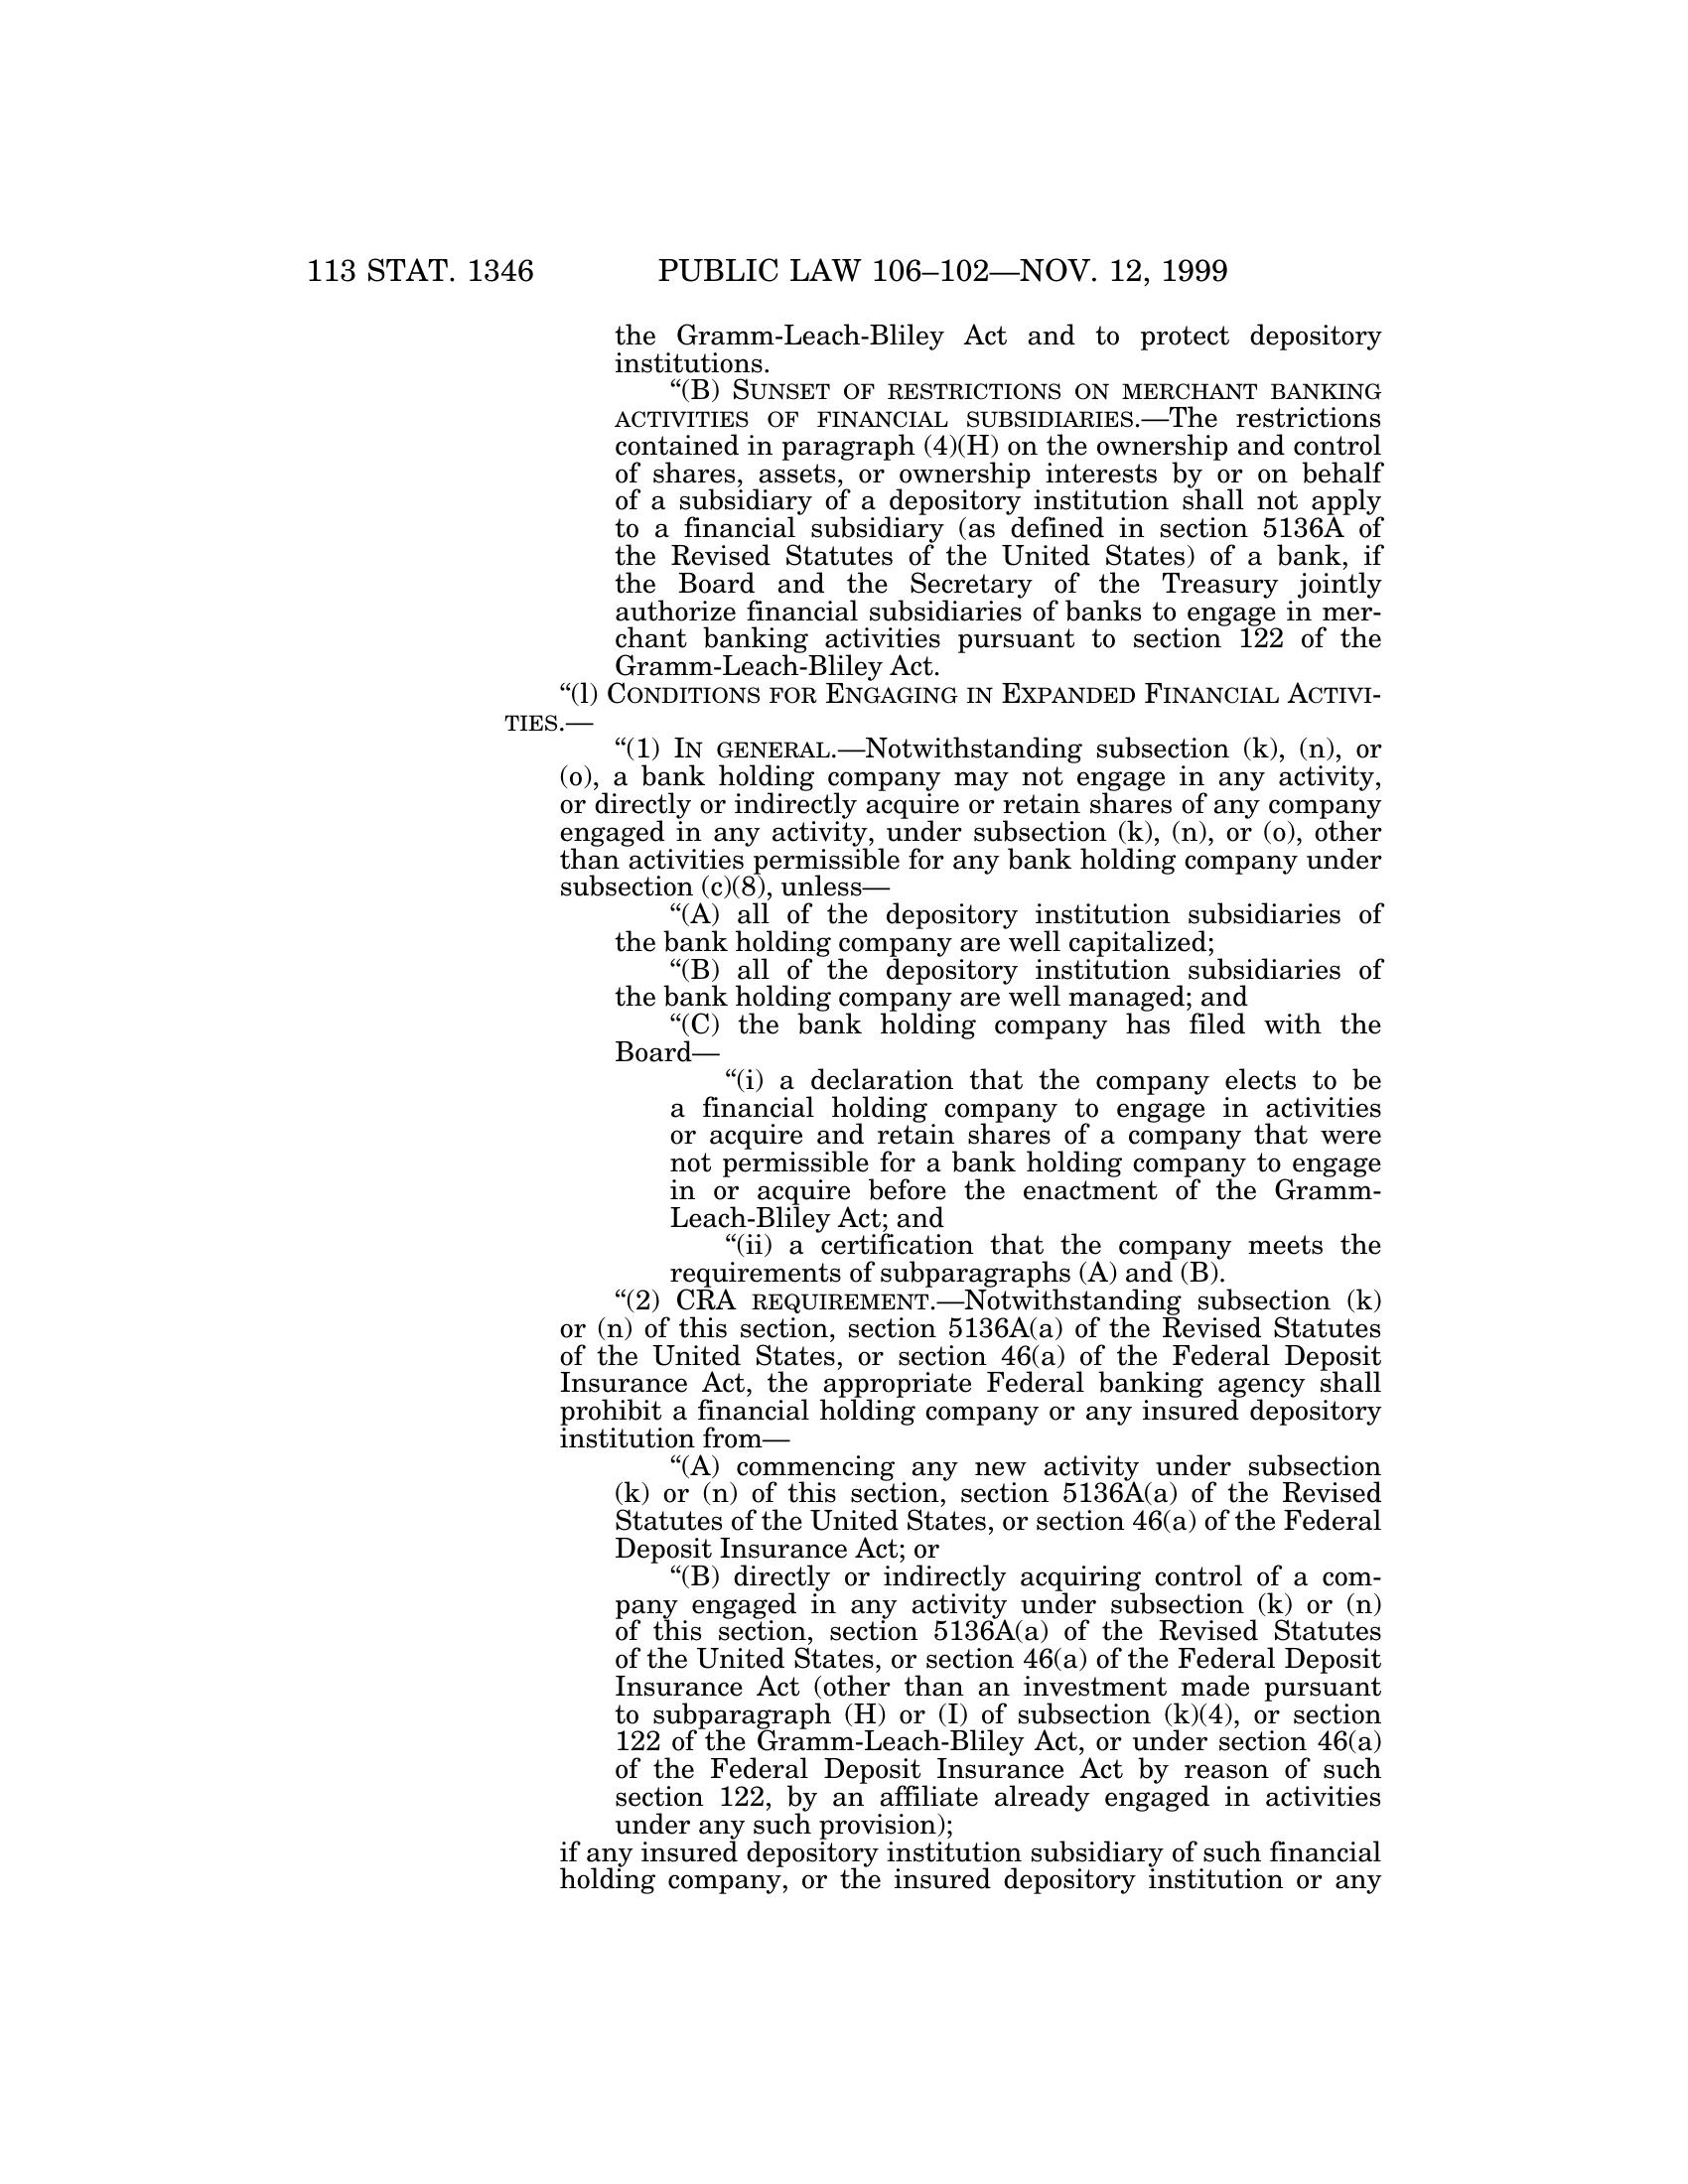 113 STAT. 1346 PUBLIC LAW 106–102—NOV. 12, 1999
the Gramm-Leach-Bliley Act and to protect depository
institutions.
“(B) SUNSET OF RESTRICTIONS ON MERCHANT BANKING
ACTIVITIES OF FINANCIAL SUBSIDIARIES.—The restrictions
contained in paragraph (4)(H) on the ownership and control
of shares, assets, or ownership interests by or on behalf
of a subsidiary of a depository institution shall not apply
to a financial subsidiary (as defined in section 5136A of
the Revised Statutes of the United States) of a bank, if
the Board and the Secretary of the Treasury jointly
authorize financial subsidiaries of banks to engage in mer-
chant banking activities pursuant to section 122 of the
Gramm-Leach-Bliley Act.
“(l) CONDITIONS FOR ENGAGING IN EXPANDED FINANCIAL ACTIVI-
TIES.—
“(1) IN GENERAL.—Notwithstanding subsection (k), (n), or
(o), a bank holding company may not engage in any activity,
or directly or indirectly acquire or retain shares of any company
engaged in any activity, under subsection (k), (n), or (o), other
than activities permissible for any bank holding company under
subsection (c)(8), unless—
“(A) all of the depository institution subsidiaries of
the bank holding company are well capitalized;
“(B) all of the depository institution subsidiaries of
the bank holding company are well managed; and
“(C) the bank holding company has filed with the
Board—
“(i) a declaration that the company elects to be
a financial holding company to engage in activities
or acquire and retain shares of a company that were
not permissible for a bank holding company to engage
in or acquire before the enactment of the Gramm-
Leach-Bliley Act; and
“(ii) a certification that the company meets the
requirements of subparagraphs (A) and (B).
“(2) CRA REQUIREMENT.—Notwithstanding subsection (k)
or (n) of this section, section 5136A(a) of the Revised Statutes
of the United States, or section 46(a) of the Federal Deposit
Insurance Act, the appropriate Federal banking agency shall
prohibit a financial holding company or any insured depository
institution from—
“(A) commencing any new activity under subsection
(k) or (n) of this section, section 5136A(a) of the Revised
Statutes of the United States, or section 46(a) of the Federal
Deposit Insurance Act; or
“(B) directly or indirectly acquiring control of a com-
pany engaged in any activity under subsection (k) or (n)
of this section, section 5136A(a) of the Revised Statutes
of the United States, or section 46(a) of the Federal Deposit
Insurance Act (other than an investment made pursuant
to subparagraph (H) or (I) of subsection (k)(4), or section
122 of the Gramm-Leach-Bliley Act, or under section 46(a)
of the Federal Deposit Insurance Act by reason of such
section 122, by an affiliate already engaged in activities
under any such provision);
if any insured depository institution subsidiary of such financial
holding company, or the insured depository institution or any